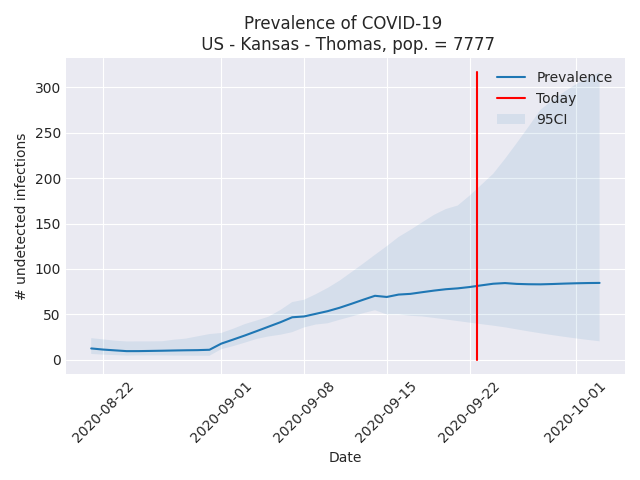 Prevalence of COVID-19
US - Kansas - Thomas, pop. = 7777
Prevalence
Today
95CI
# undetected infections
300
250
200
150
100
50
0
2020-08-22
2020-09-01
2020-09-08
2020-09-15
2020-09-22
2020-10-01
Date